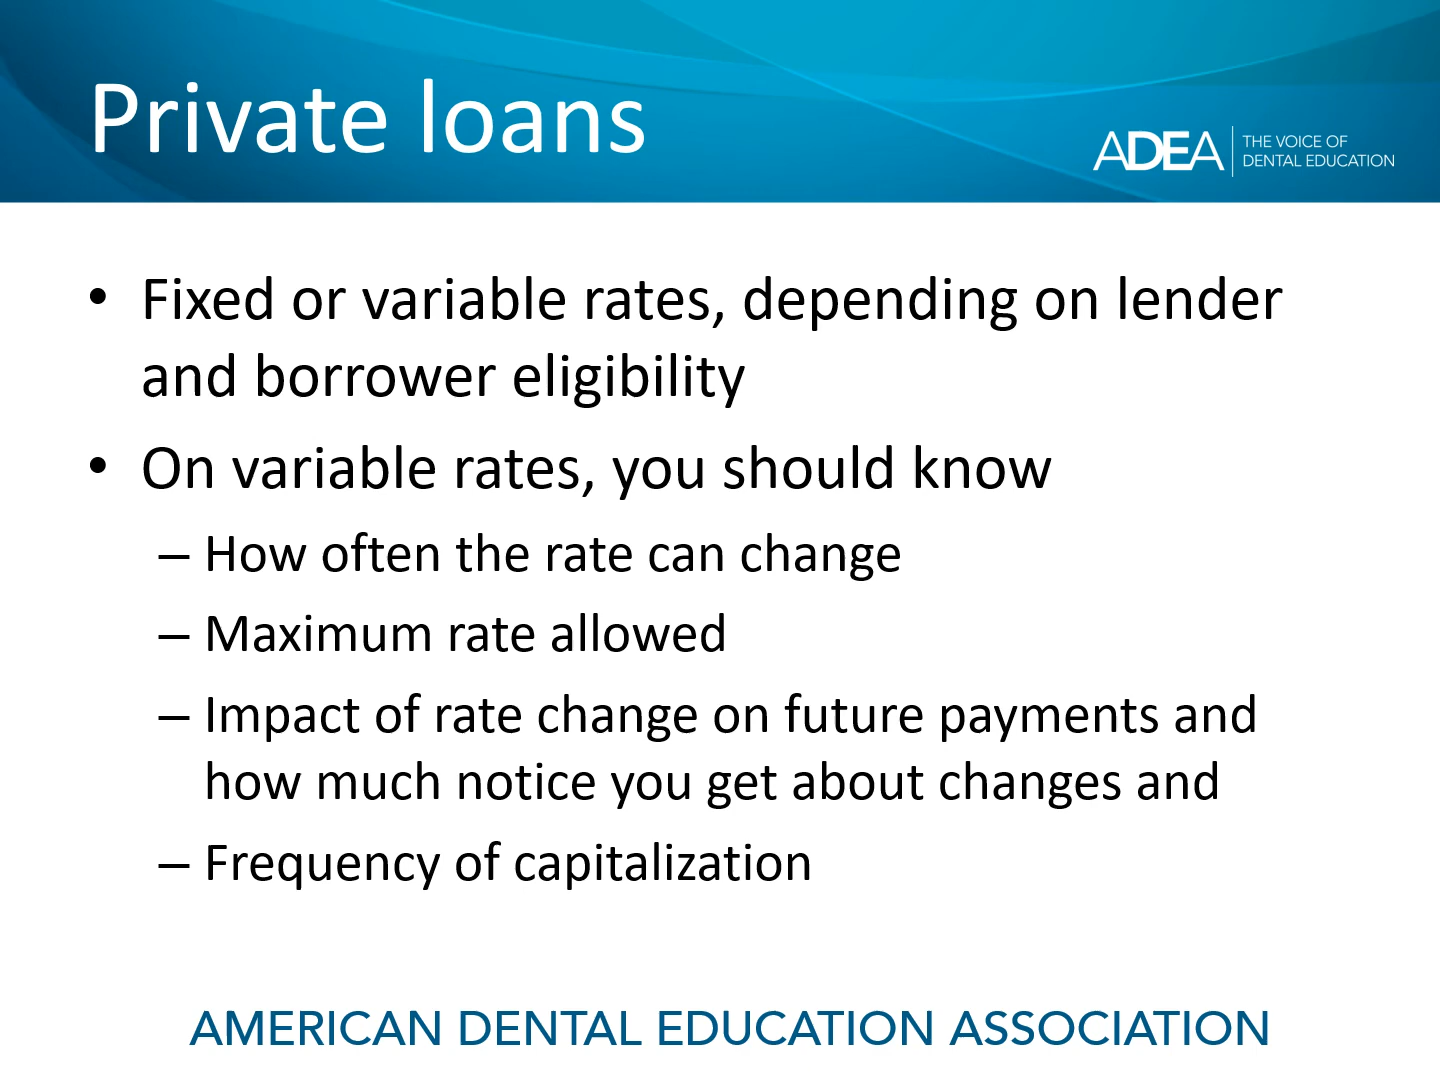 Private loans
ADEA THE VOICE OF
DENTAL EDUCATION
• Fixed or variable rates, depending on lender
and borrower eligibility
• On variable rates, you should know
– How often the rate can change
– Maximum rate allowed
– Impact of rate change on future payments and
how much notice you get about changes and
– Frequency of capitalization
AMERICAN DENTAL EDUCATION ASSOCIATION